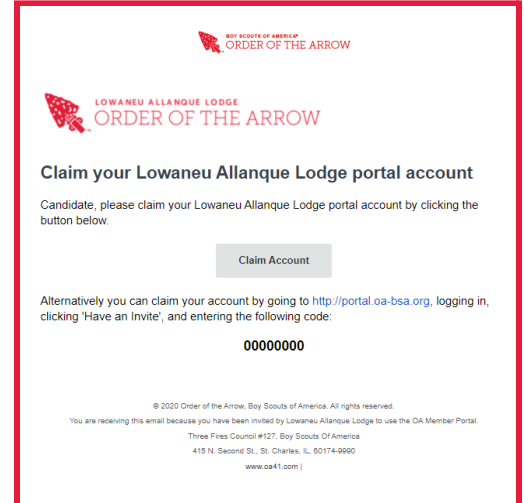 BOY SCOUTS OF AMERICA®
ORDER OF THE ARROW
LOWANEU ALLANQUE LODGE
ORDER OF THE ARROW
Claim your Lowaneu Allanque Lodge portal account
Candidate, please claim your Lowaneu Allanque Lodge portal account by clicking the
button below.
Claim Account
Alternatively you can claim your account by going to http://portal.oa-bsa.org, logging in,
clicking 'Have an Invite', and entering the following code:
00000000
© 2020 Order of the Arrow, Boy Scouts of America. All rights reserved.
You are receiving this email because you have been invited by Lowaneu Allanque Lodge to use the OA Member Portal.
Three Fires Council #127, Boy Scouts Of America
415 N. Second St., St. Charles, IL, 60174-9990
www.oa41.com |